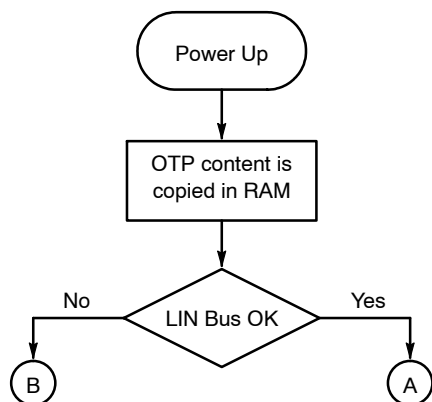 Power Up
OTP content is
copied in RAM
No
LIN Bus OK
Yes
B
A